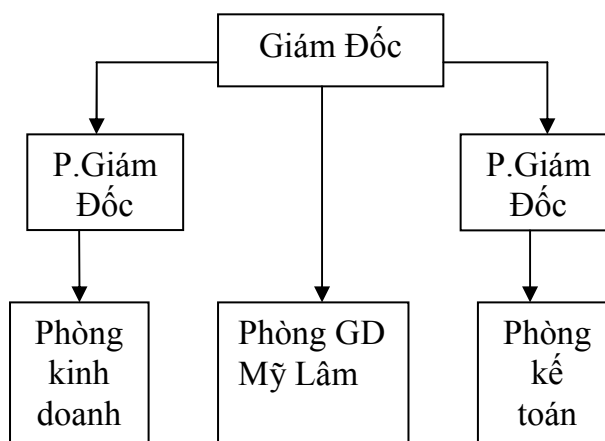 Giám Đốc
P.Giám
Đốc
P.Giám
Đốc
Phòng
kinh
doanh
Phòng GD
Mỹ Lâm
Phòng
kế
toán